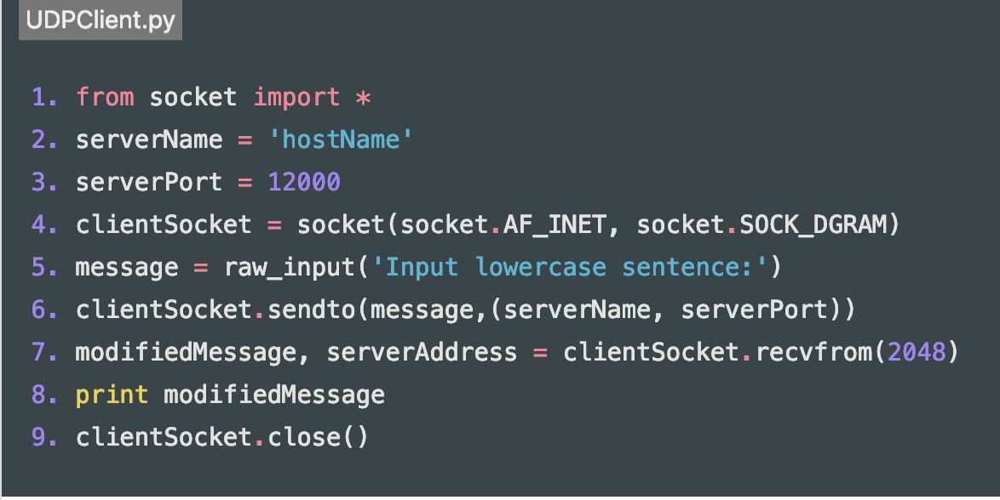 UDPClient.py
1. from socket import *
2. serverName = 'hostName'
3. serverPort = 12000
4. clientSocket = socket(socket.AF_INET, socket.SOCK_DGRAM)
5. message = raw_input('Input lowercase sentence:')
6. clientSocket.sendto(message,(serverName, serverPort))
7. modifiedMessage, serverAddress = clientSocket.recvfrom(2048)
8. print modifiedMessage
9. clientSocket.close()